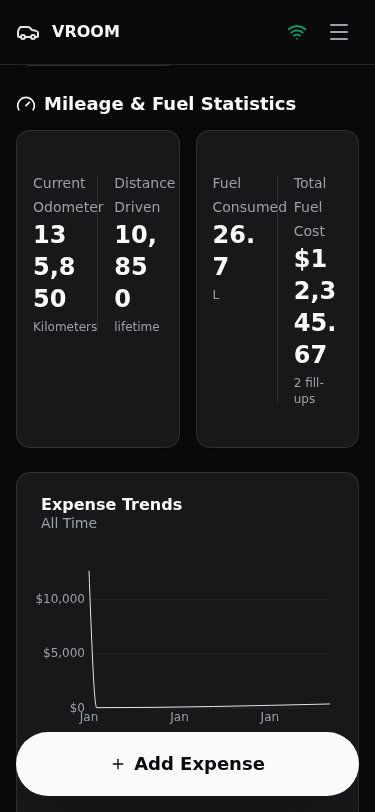 VROOM
Mileage & Fuel Statistics
Current
Odometer
13
5,8
50
Kilometers
Distance
Driven
10,
85
0
lifetime
Fuel
Consumed
26.
7
L
Total
Fuel
Cost
$1
2,3
45.
67
2 fill-
ups
Expense Trends
All Time
$10,000
$5,000
$0
Jan
Jan
Jan
+ Add Expense